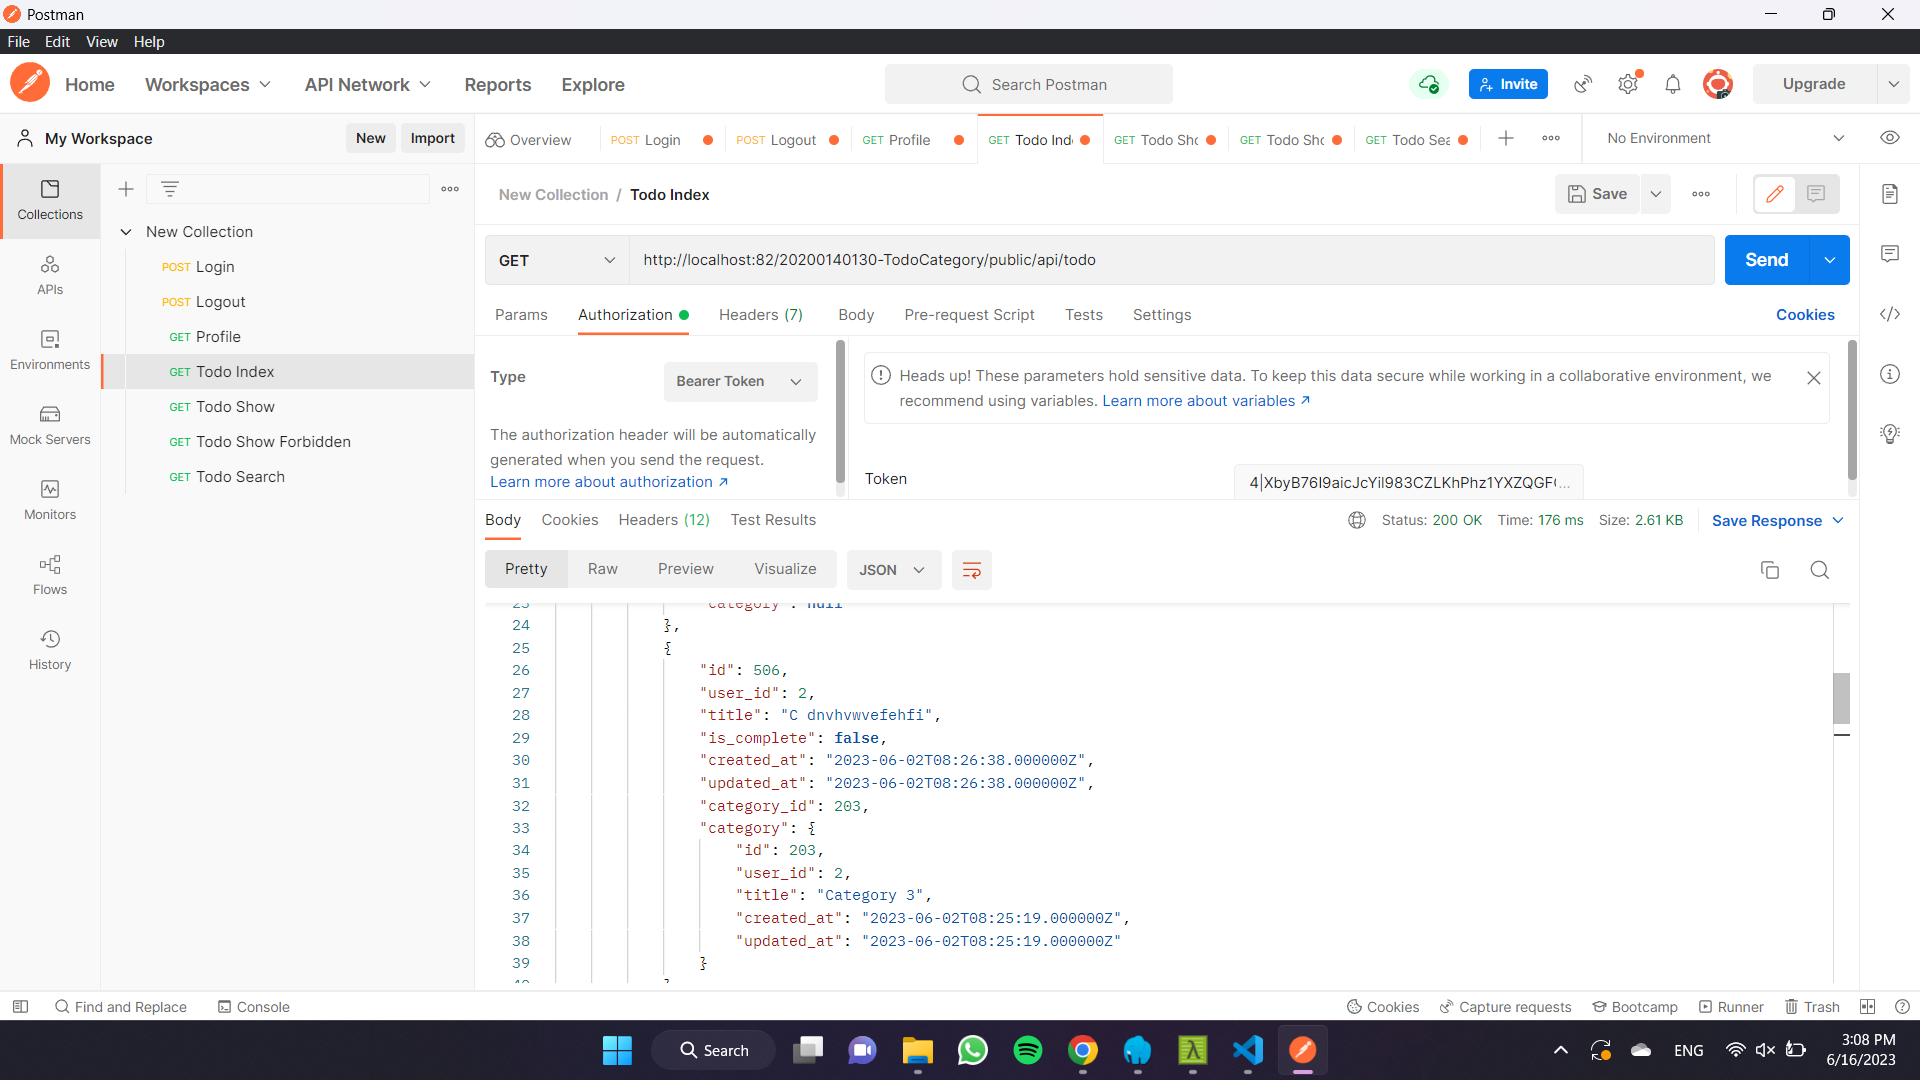 Postman
File Edit View Help
Home Workspaces API Network Reports Explore Search Postman Invite Upgrade
My Workspace New Import
Overview POST Login POST Logout GET Profile GET Todo Ind GET Todo Sho GET Todo Sho GET Todo Sea No Environment
Collections
APIs
Environments
Mock Servers
Monitors
Flows
History
New Collection
POST Login
POST Logout
GET Profile
GET Todo Index
GET Todo Show
GET Todo Show Forbidden
GET Todo Search
New Collection / Todo Index Save
GET http://localhost:82/20200140130-TodoCategory/public/api/todo Send
Params Authorization Headers (7) Body Pre-request Script Tests Settings Cookies
Type Bearer Token
The authorization header will be automatically
generated when you send the request.
Learn more about authorization ↗
Heads up! These parameters hold sensitive data. To keep this data secure while working in a collaborative environment, we
recommend using variables. Learn more about variables ↗
Token 4|XbyB76I9aicJcYil983CZLKhPhz1YXZQGF...
Body Cookies Headers (12) Test Results Status: 200 OK Time: 176 ms Size: 2.61 KB Save Response
Pretty Raw Preview Visualize JSON
23 "category": null
24 },
25 {
26 "id": 506,
27 "user_id": 2,
28 "title": "C dnvhvwvefehfi",
29 "is_complete": false,
30 "created_at": "2023-06-02T08:26:38.000000Z",
31 "updated_at": "2023-06-02T08:26:38.000000Z",
32 "category_id": 203,
33 "category": {
34 "id": 203,
35 "user_id": 2,
36 "title": "Category 3",
37 "created_at": "2023-06-02T08:25:19.000000Z",
38 "updated_at": "2023-06-02T08:25:19.000000Z"
39 }
Find and Replace Console Cookies Capture requests Bootcamp Runner Trash
Search ENG 3:08 PM
6/16/2023